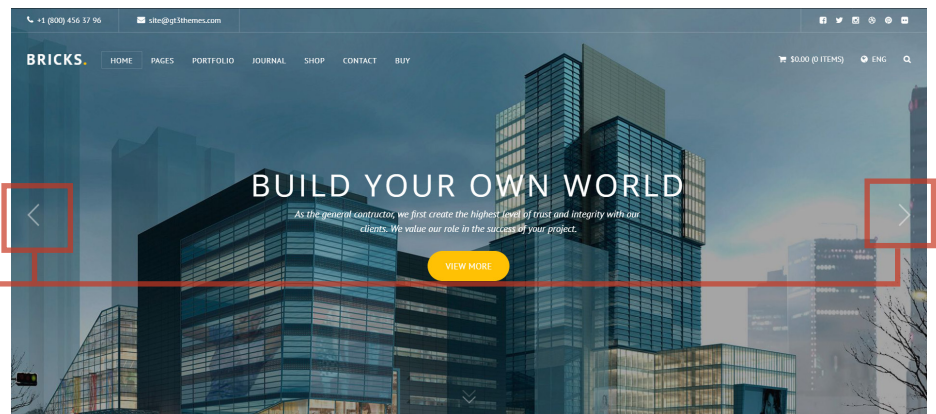 +1 (800) 456 37 96
site@gt3themes.com
BRICKS.
HOME
PAGES
PORTFOLIO
JOURNAL
SHOP
CONTACT
BUY
$0.00 (0 ITEMS)
ENG
BUILD YOUR OWN WORLD
As the general contructor, we first create the highest level of trust and integrity with our
clients. We value our role in the success of your project.
VIEW MORE